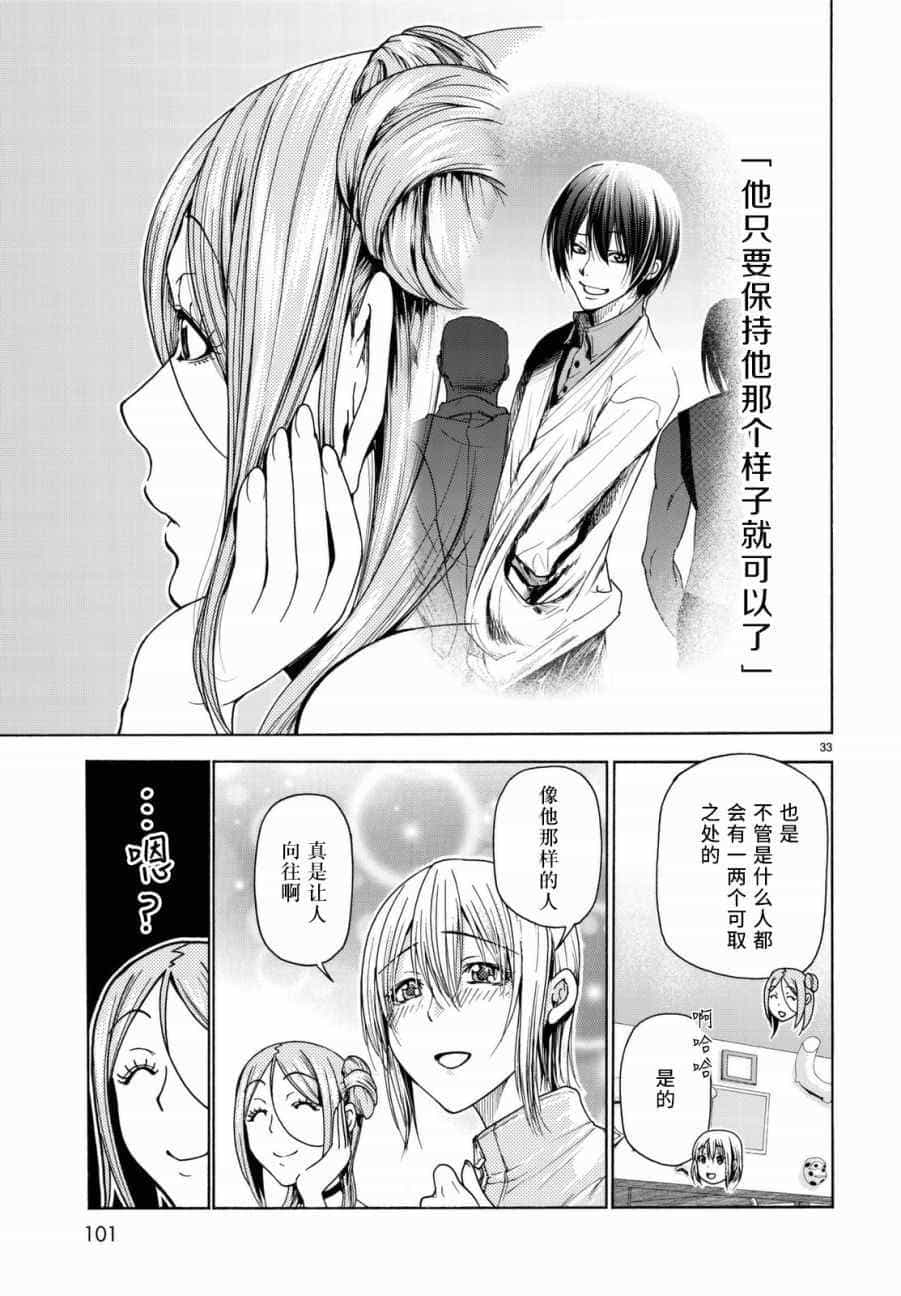 「他只要保持他那个样子就可以了」
33
也是
不管是什么人都
会有一两个可取
之处的
啊哈哈
是的
像他那样的人
真是让人
向往啊
…嗯？
101